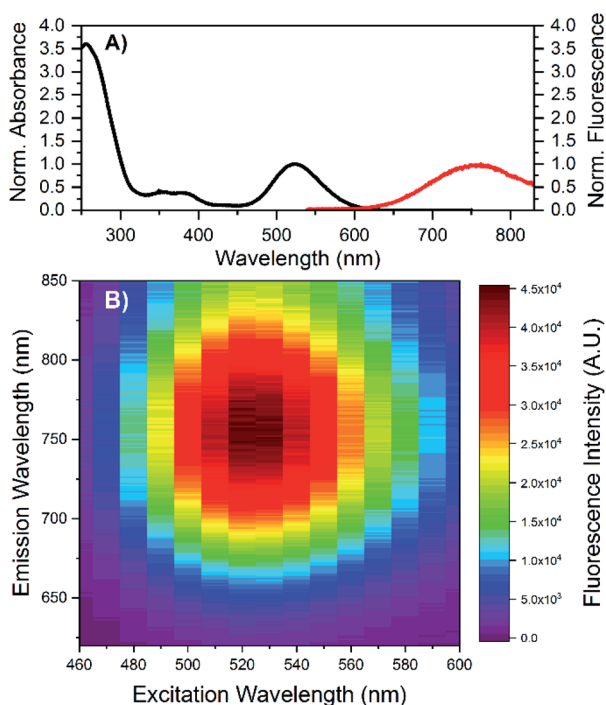 A)
Norm. Absorbance
4.0
3.5
3.0
2.5
2.0
1.5
1.0
0.5
0.0
4.0
3.5
3.0
2.5
2.0
1.5
1.0
0.5
0.0
Norm. Fluorescence
300 400 500 600 700 800
Wavelength (nm)
B)
Emission Wavelength (nm)
850
800
750
700
650
460 480 500 520 540 560 580 600
Excitation Wavelength (nm)
4.5x10⁴
4.0x10⁴
3.5x10⁴
3.0x10⁴
2.5x10⁴
2.0x10⁴
1.5x10⁴
1.0x10⁴
5.0x10³
0.0
Fluorescence Intensity (A.U.)